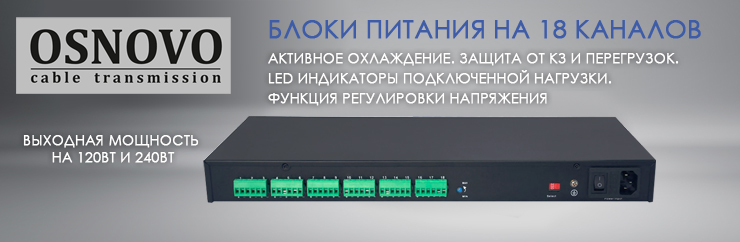 OSNOVO
cable transmission
БЛОКИ ПИТАНИЯ НА 18 КАНАЛОВ
АКТИВНОЕ ОХЛАЖДЕНИЕ. ЗАЩИТА ОТ КЗ И ПЕРЕГРУЗОК.
LED ИНДИКАТОРЫ ПОДКЛЮЧЕННОЙ НАГРУЗКИ.
ФУНКЦИЯ РЕГУЛИРОВКИ НАПРЯЖЕНИЯ
ВЫХОДНАЯ МОЩНОСТЬ
НА 120ВТ И 240ВТ